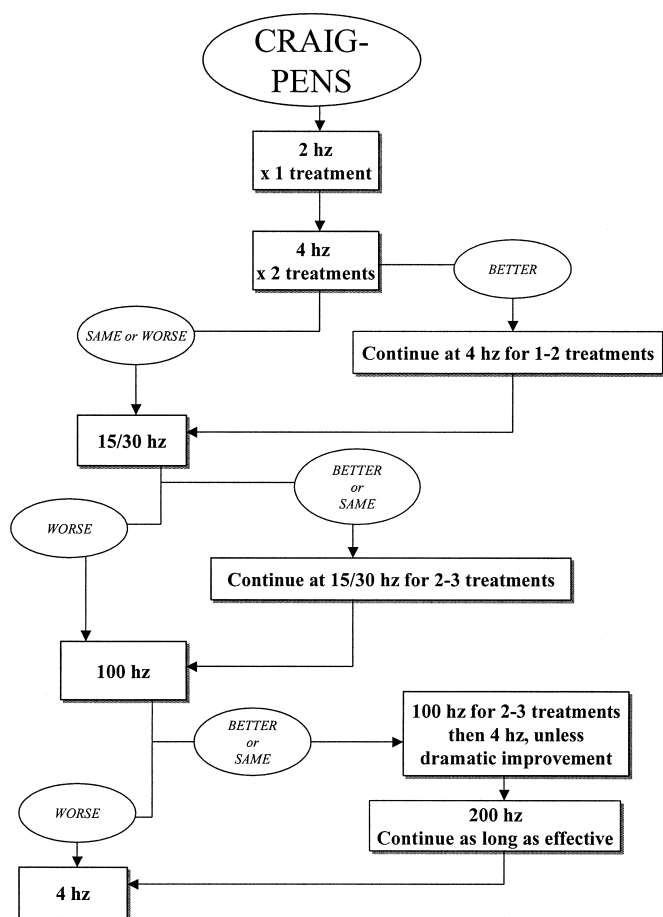 CRAIG-
PENS
2 hz
x 1 treatment
4 hz
x 2 treatments
BETTER
SAME or WORSE
Continue at 4 hz for 1-2 treatments
15/30 hz
BETTER
or
SAME
WORSE
Continue at 15/30 hz for 2-3 treatments
100 hz
BETTER
or
SAME
100 hz for 2-3 treatments
then 4 hz, unless
dramatic improvement
WORSE
200 hz
Continue as long as effective
4 hz